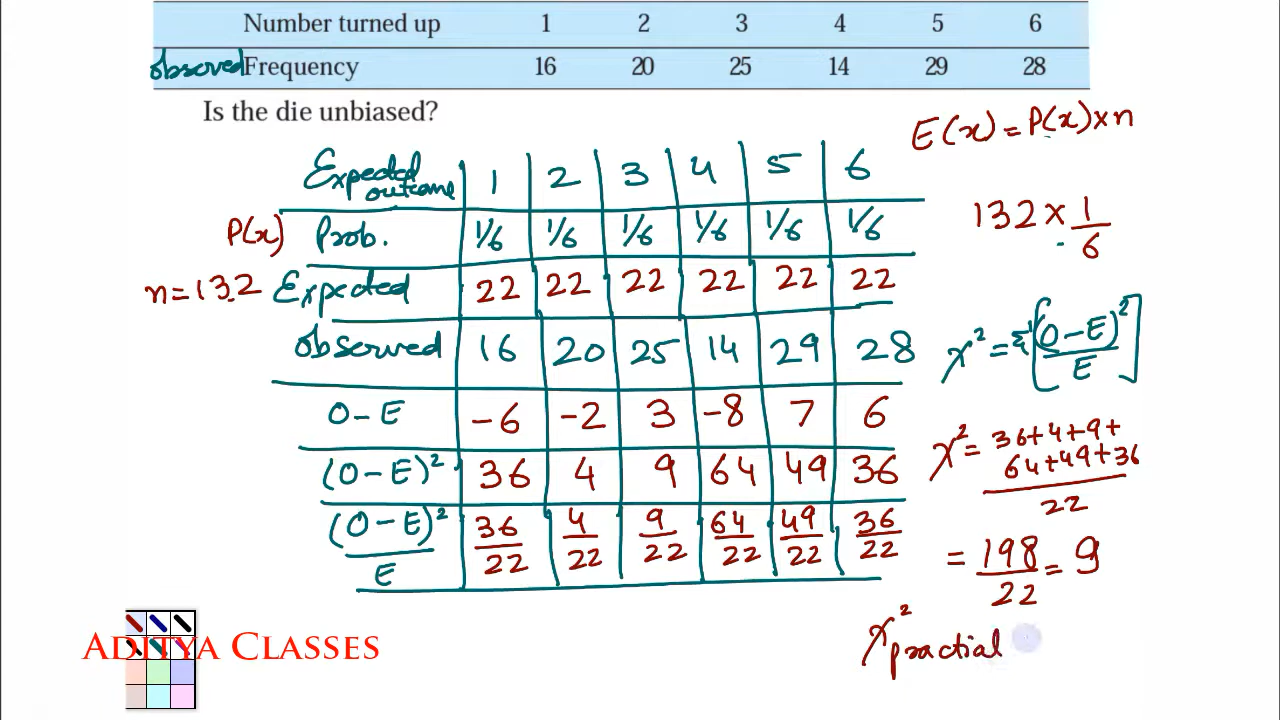 Number turned up 1 2 3 4 5 6
observed Frequency 16 20 25 14 29 28
Is the die unbiased?
E(x) = P(x) × n
Expected outcome 1 2 3 4 5 6
P(x) Prob. 1/6 1/6 1/6 1/6 1/6 1/6
132 × 1/6
n = 132 Expected 22 22 22 22 22 22
observed 16 20 25 14 29 28
χ² = Σ[(O-E)²/E]
O-E -6 -2 3 -8 7 6
(O-E)² 36 4 9 64 49 36
χ² = 36+4+9+
64+49+36
22
(O-E)²/E 36/22 4/22 9/22 64/22 49/22 36/22
= 198/22 = 9
χ² practial
ADITYA CLASSES